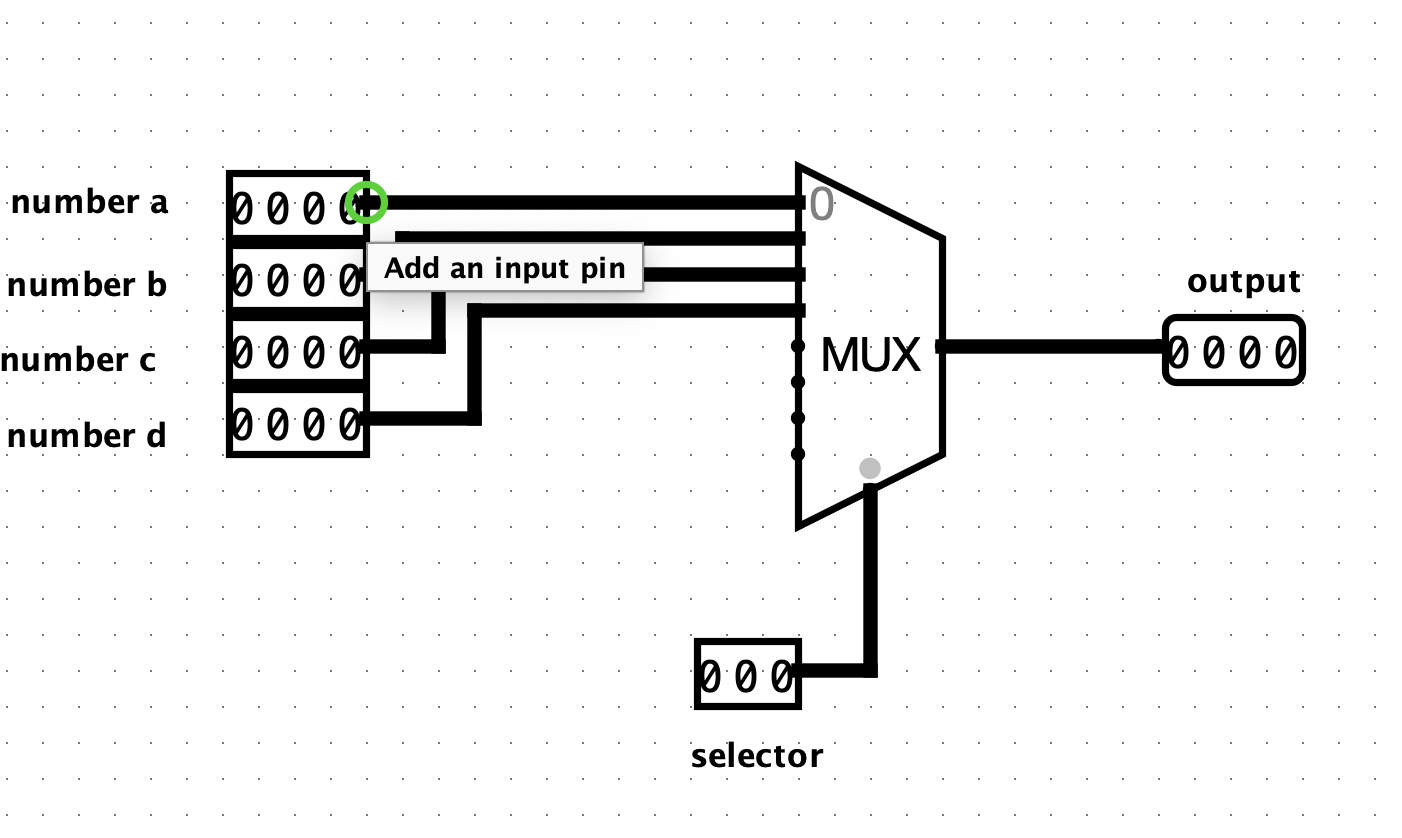 number a
0000
0
Add an input pin
number b
0000
output
number c
0000
MUX
0000
number d
0000
000
selector